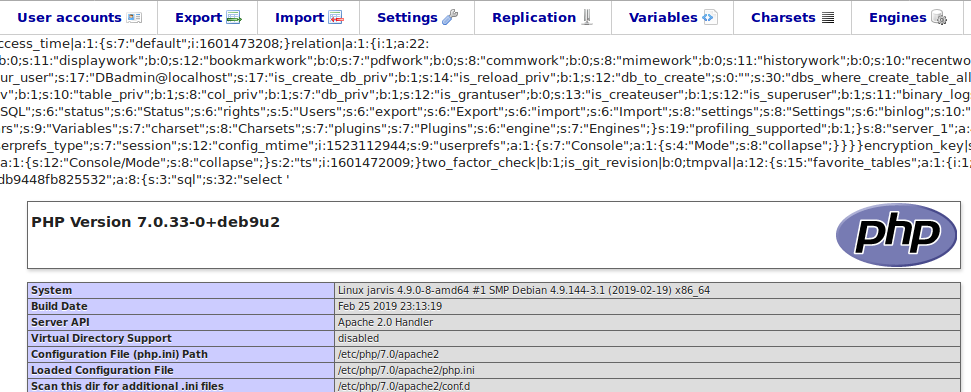 User accounts Export Import Settings Replication Variables Charsets Engines
ccess_time|a:1:{s:7:"default";i:1601473208;}relation|a:1:{i:1;a:22:
b:0;s:11:"displaywork";b:0;s:12:"bookmarkwork";b:0;s:7:"pdfwork";b:0;s:8:"commwork";b:0;s:8:"mimework";b:0;s:11:"historywork";b:0;s:10:"recentwo
ur_user";s:17:"DBadmin@localhost";s:17:"is_create_db_priv";b:1;s:14:"is_reload_priv";b:1;s:12:"db_to_create";s:0:"";s:30:"dbs_where_create_table_all
v";b:1;s:10:"table_priv";b:1;s:8:"col_priv";b:1;s:7:"db_priv";b:1;s:12:"is_grantuser";b:0;s:13:"is_createuser";b:1;s:12:"is_superuser";b:1;s:11:"binary_log
SQL";s:6:"status";s:6:"Status";s:6:"rights";s:5:"Users";s:6:"export";s:6:"Export";s:6:"import";s:6:"Import";s:8:"settings";s:8:"Settings";s:6:"binlog";s:10:"
rs";s:9:"Variables";s:7:"charset";s:8:"Charsets";s:7:"plugins";s:7:"Plugins";s:6:"engine";s:7:"Engines";}s:19:"profiling_supported";b:1;}s:8:"server_1";a:
serprefs_type";s:7:"session";s:12:"config_mtime";i:1523112944;s:9:"userprefs";a:1:{s:7:"Console";a:1:{s:4:"Mode";s:8:"collapse";}}}}encryption_key|s
a:1:{s:12:"Console/Mode";s:8:"collapse";}s:2:"ts";i:1601472009;}two_factor_check|b:1;is_git_revision|b:0;tmpval|a:12:{s:15:"favorite_tables";a:1:{i:1;
db9448fb825532";a:8:{s:3:"sql";s:32:"select '
PHP Version 7.0.33-0+deb9u2
php
System Linux jarvis 4.9.0-8-amd64 #1 SMP Debian 4.9.144-3.1 (2019-02-19) x86_64
Build Date Feb 25 2019 23:13:19
Server API Apache 2.0 Handler
Virtual Directory Support disabled
Configuration File (php.ini) Path /etc/php/7.0/apache2
Loaded Configuration File /etc/php/7.0/apache2/php.ini
Scan this dir for additional .ini files /etc/php/7.0/apache2/conf.d